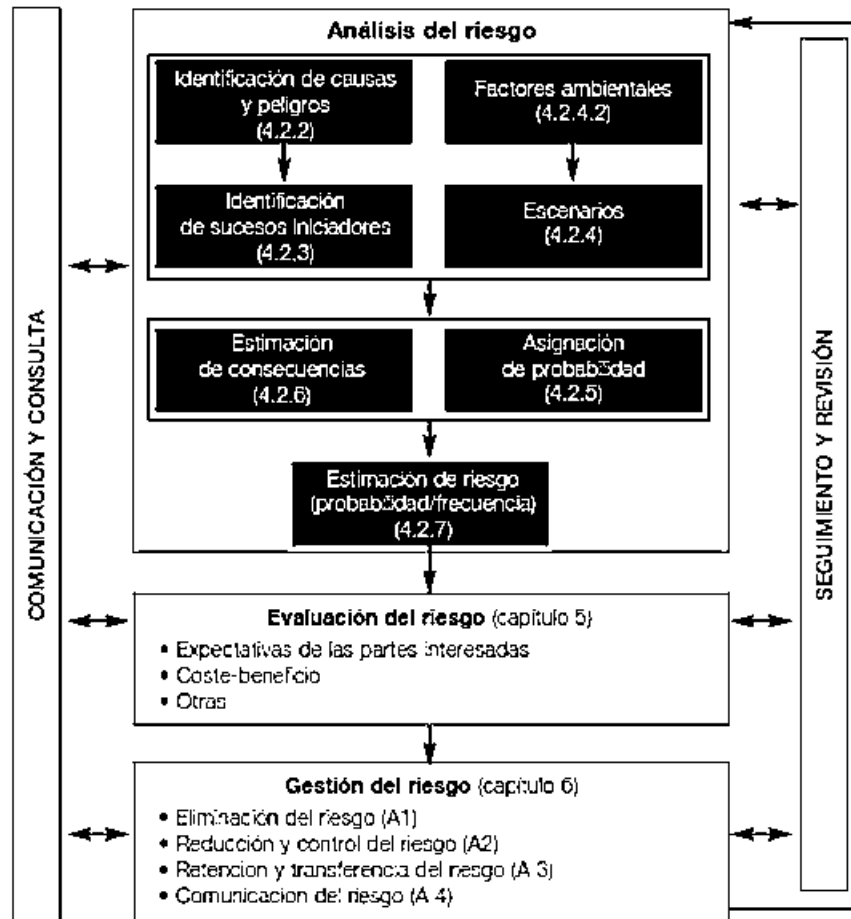 Análisis del riesgo
Identificación de causas
y peligros
(4.2.2)
Factores ambientales
(4.2.4.2)
Identificación
de sucesos iniciadores
(4.2.3)
Escenarios
(4.2.4)
Estimación
de consecuencias
(4.2.6)
Asignación
de probabilidad
(4.2.5)
Estimación de riesgo
(probabilidad/frecuencia)
(4.2.7)
Evaluación del riesgo (capítulo 5)
• Expectativas de las partes interesadas
• Coste-beneficio
• Otras
Gestión del riesgo (capítulo 6)
• Eliminación del riesgo (A1)
• Reducción y control del riesgo (A2)
• Retencion y transferencia del riesgo (A 3)
• Comunicacion del riesgo (A 4)
COMUNICACIÓN Y CONSULTA
SEGUIMIENTO Y REVISIÓN